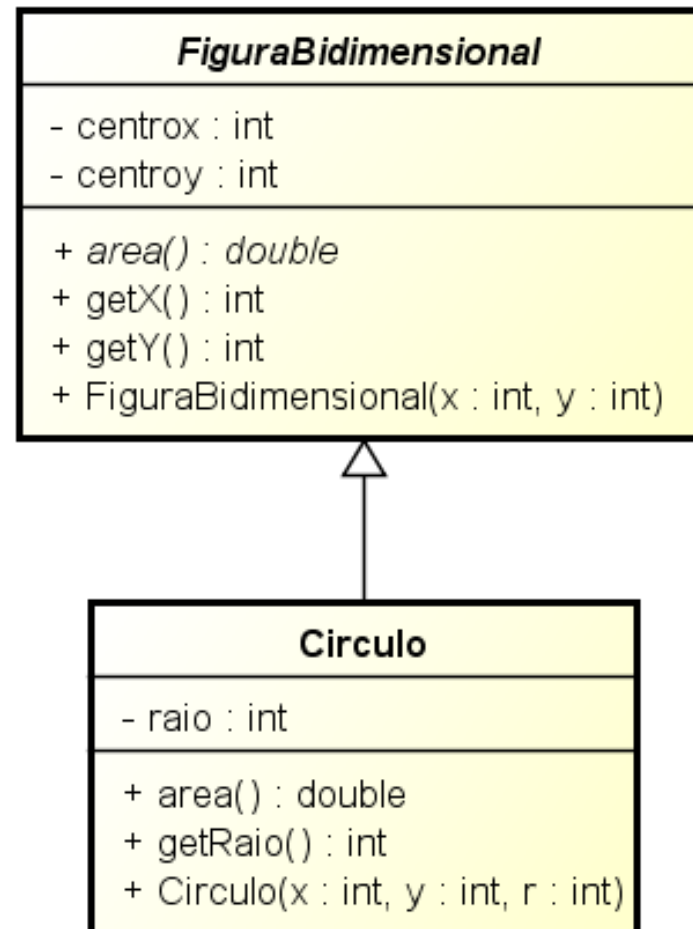 FiguraBidimensional
- centrox : int
- centroy : int
+ area() : double
+ getX() : int
+ getY() : int
+ FiguraBidimensional(x : int, y : int)
Circulo
- raio : int
+ area() : double
+ getRaio() : int
+ Circulo(x : int, y : int, r : int)